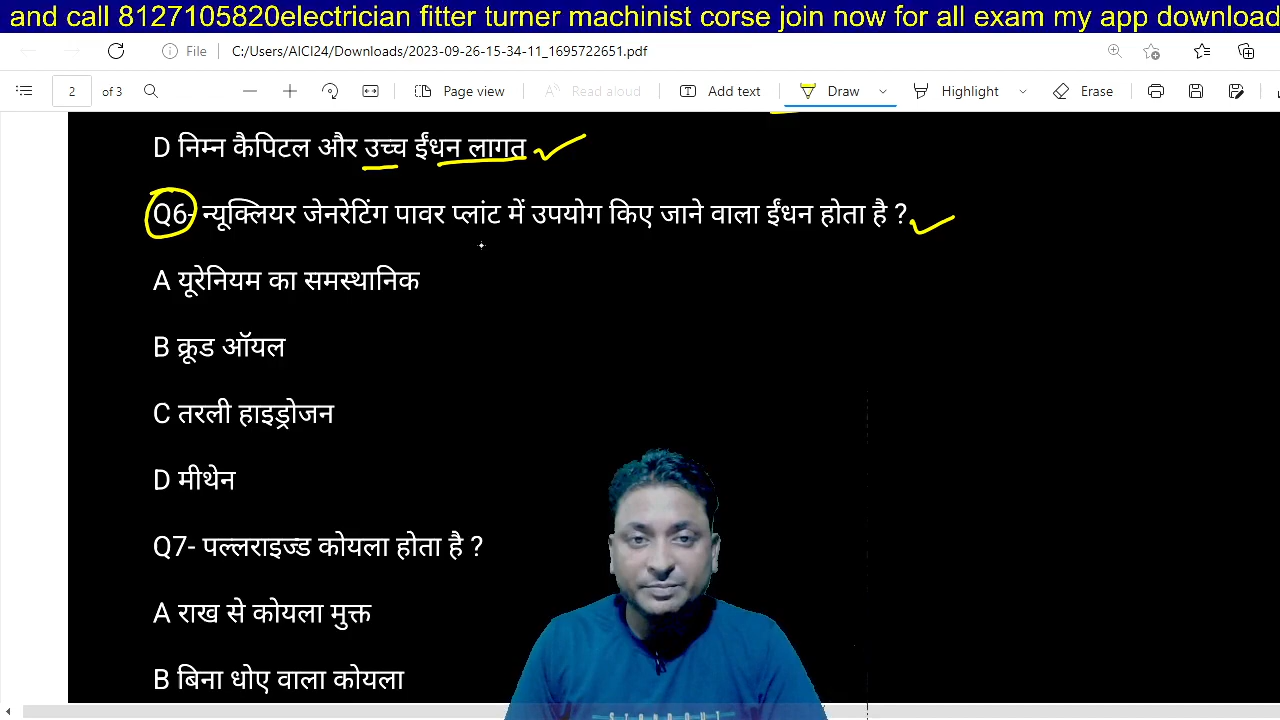 and call 8127105820electrician fitter turner machinist corse join now for all exam my app download
File C:/Users/AICI24/Downloads/2023-09-26-15-34-11_1695722651.pdf
2 of 3 Page view Read aloud Add text Draw Highlight Erase
D निम्न कैपिटल और उच्च ईंधन लागत
Q6- न्यूक्लियर जेनरेटिंग पावर प्लांट में उपयोग किए जाने वाला ईंधन होता है ?
A यूरेनियम का समस्थानिक
B क्रूड ऑयल
C तरली हाइड्रोजन
D मीथेन
Q7- पल्लराइज्ड कोयला होता है ?
A राख से कोयला मुक्त
B बिना धोए वाला कोयला